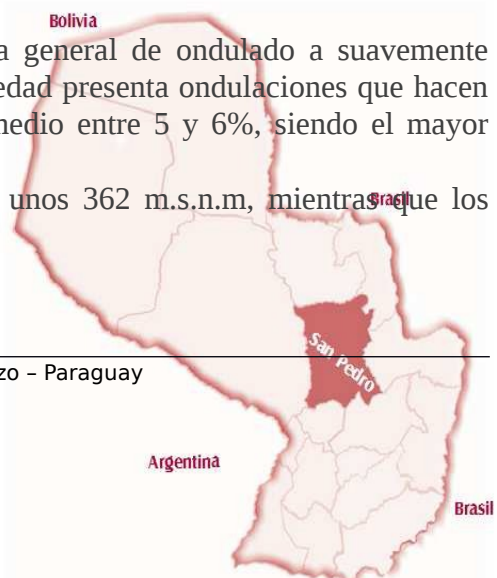 Bolivia
a general de ondulado a suavemente
edad presenta ondulaciones que hacen
medio entre 5 y 6%, siendo el mayor
unos 362 m.s.n.m, mientras que los
Brasil
San Pedro
zo – Paraguay
Argentina
Brasil